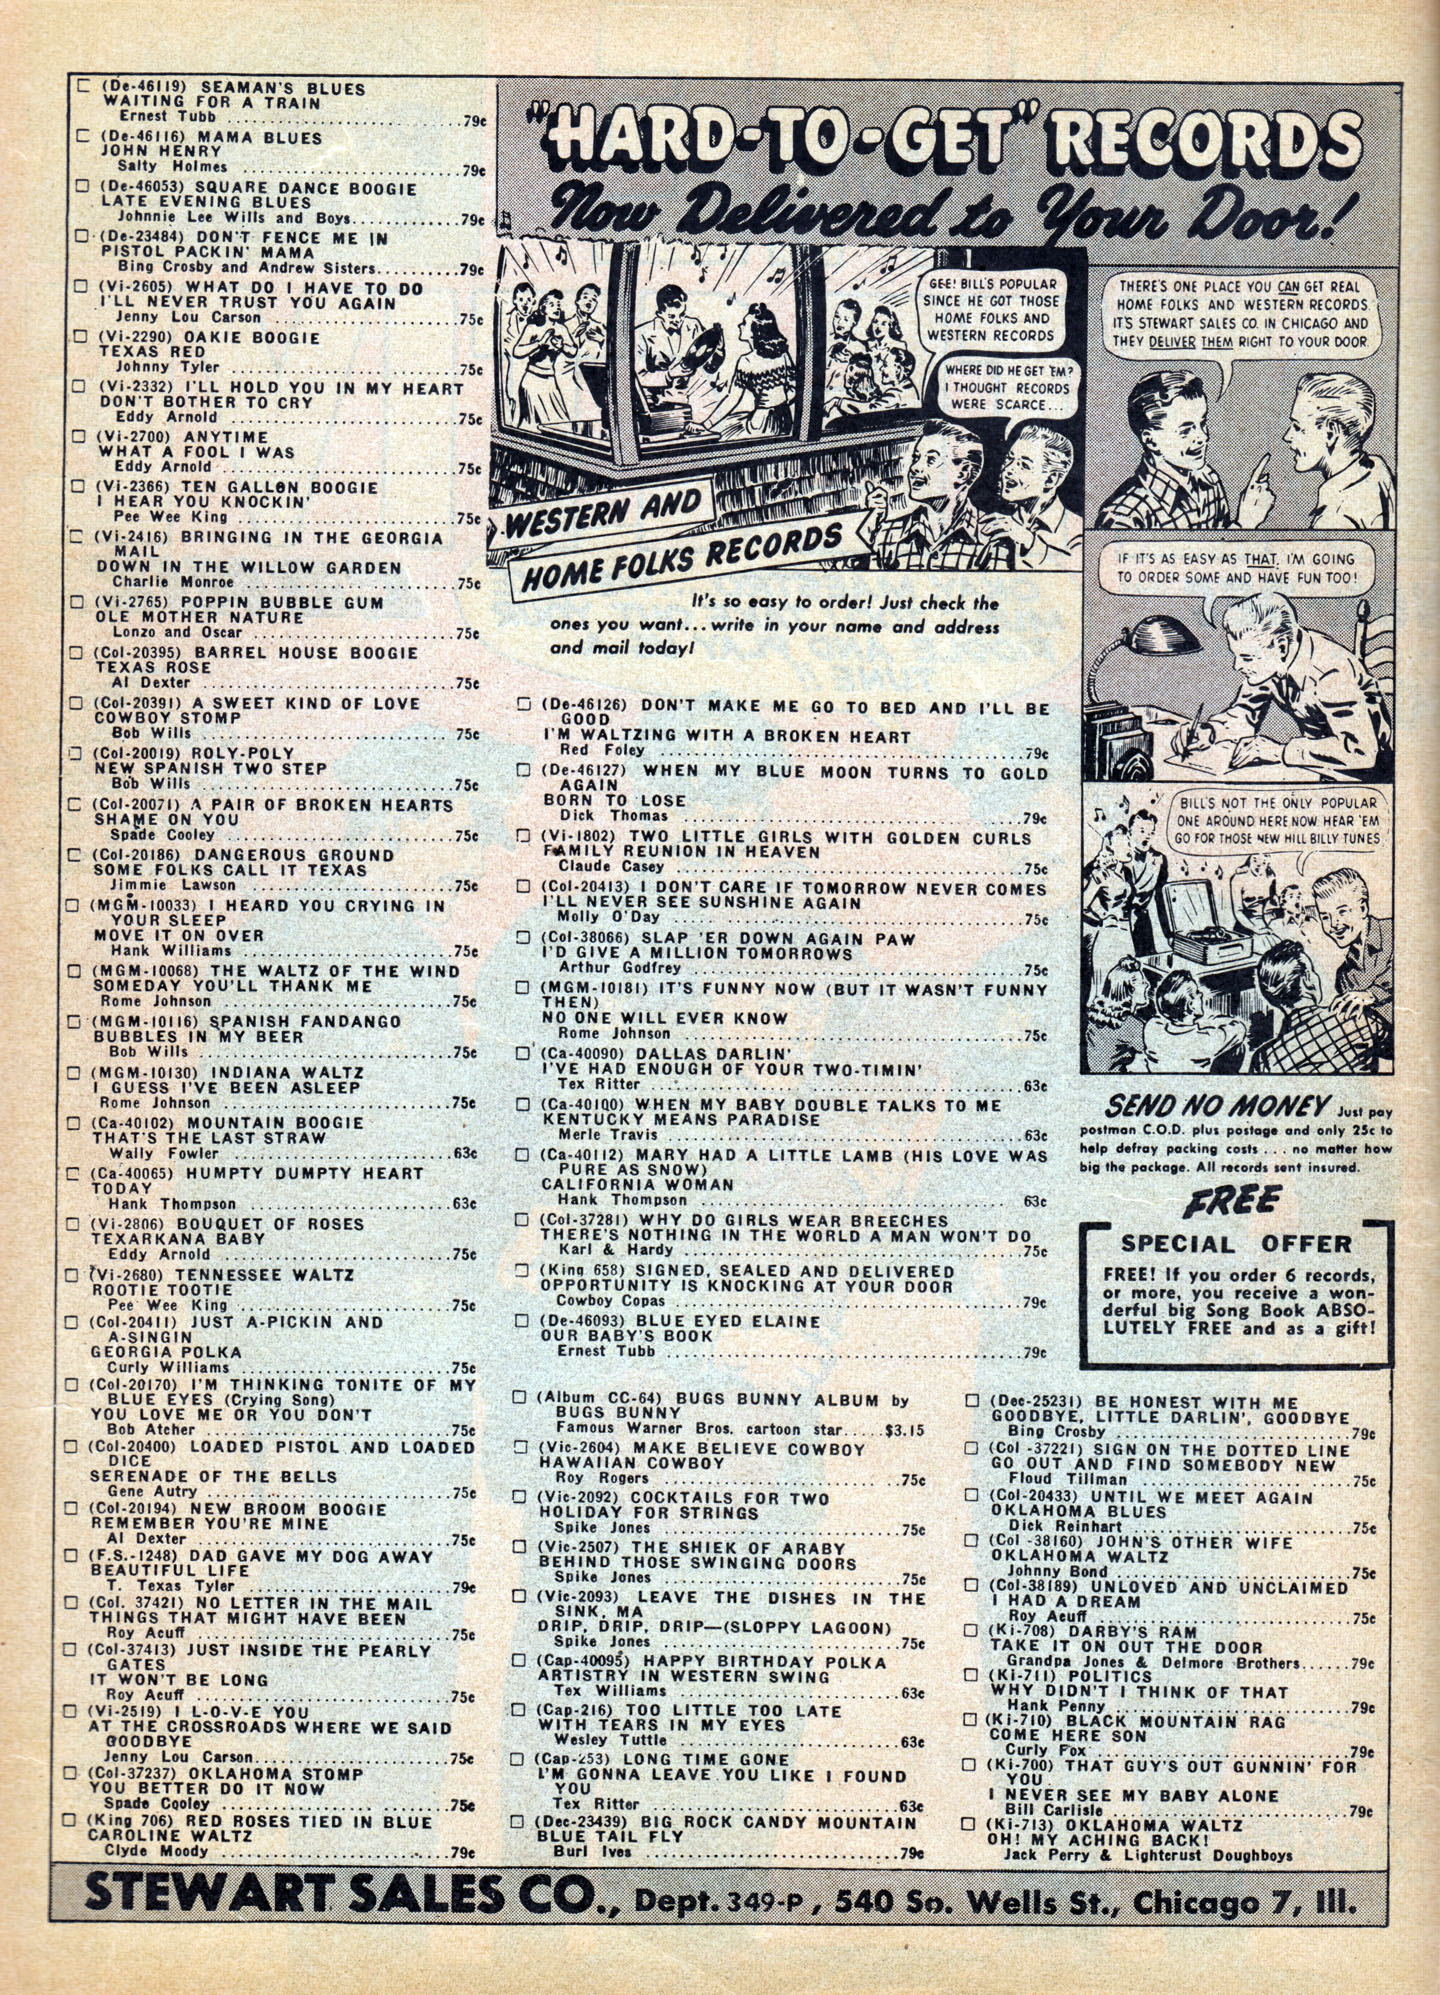 "HARD-TO-GET" RECORDS
Now Delivered to Your Door!
GEE! BILL'S POPULAR
SINCE HE GOT THOSE
HOME FOLKS AND
WESTERN RECORDS
WHERE DID HE GET 'EM?
I THOUGHT RECORDS
WERE SCARCE...
THERE'S ONE PLACE YOU CAN GET REAL
HOME FOLKS AND WESTERN RECORDS.
IT'S STEWART SALES CO. IN CHICAGO AND
THEY DELIVER THEM RIGHT TO YOUR DOOR.
IF IT'S AS EASY AS THAT, I'M GOING
TO ORDER SOME AND HAVE FUN TOO!
BILL'S NOT THE ONLY POPULAR
ONE AROUND HERE NOW. HEAR 'EM
GO FOR THOSE NEW HILL BILLY TUNES
WESTERN AND
HOME FOLKS RECORDS
It's so easy to order! Just check the
ones you want...write in your name and address
and mail today!
(De-46119) SEAMAN'S BLUES
WAITING FOR A TRAIN
Ernest Tubb ..........79c
(De-46116) MAMA BLUES
JOHN HENRY
Salty Holmes ..........79c
(De-46053) SQUARE DANCE BOOGIE
LATE EVENING BLUES
Johnnie Lee Wills and Boys..........79c
(De-23484) DON'T FENCE ME IN
PISTOL PACKIN' MAMA
Bing Crosby and Andrew Sisters..........79c
(Vi-2605) WHAT DO I HAVE TO DO
I'LL NEVER TRUST YOU AGAIN
Jenny Lou Carson ..........75c
(Vi-2290) OAKIE BOOGIE
TEXAS RED
Johnny Tyler ..........75c
(Vi-2332) I'LL HOLD YOU IN MY HEART
DON'T BOTHER TO CRY
Eddy Arnold ..........75c
(Vi-2700) ANYTIME
WHAT A FOOL I WAS
Eddy Arnold ..........75c
(Vi-2366) TEN GALLON BOOGIE
I HEAR YOU KNOCKIN'
Pee Wee King ..........75c
(Vi-2416) BRINGING IN THE GEORGIA
MAIL
DOWN IN THE WILLOW GARDEN
Charlie Monroe ..........75c
(Vi-2765) POPPIN BUBBLE GUM
OLE MOTHER NATURE
Lonzo and Oscar ..........75c
(Col-20395) BARREL HOUSE BOOGIE
TEXAS ROSE
Al Dexter ..........75c
(Col-20391) A SWEET KIND OF LOVE
COWBOY STOMP
Bob Wills ..........75c
(Col-20019) ROLY-POLY
NEW SPANISH TWO STEP
Bob Wills ..........75c
(Col-20071) A PAIR OF BROKEN HEARTS
SHAME ON YOU
Spade Cooley ..........75c
(Col-20186) DANGEROUS GROUND
SOME FOLKS CALL IT TEXAS
Jimmie Lawson ..........75c
(MGM-10033) I HEARD YOU CRYING IN
YOUR SLEEP
MOVE IT ON OVER
Hank Williams ..........75c
(MGM-10068) THE WALTZ OF THE WIND
SOMEDAY YOU'LL THANK ME
Rome Johnson ..........75c
(MGM-10116) SPANISH FANDANGO
BUBBLES IN MY BEER
Bob Wills ..........75c
(MGM-10130) INDIANA WALTZ
I GUESS I'VE BEEN ASLEEP
Rome Johnson ..........75c
(Ca-40102) MOUNTAIN BOOGIE
THAT'S THE LAST STRAW
Wally Fowler ..........63c
(Ca-40065) HUMPTY DUMPTY HEART
TODAY
Hank Thompson ..........63c
(Vi-2806) BOUQUET OF ROSES
TEXARKANA BABY
Eddy Arnold ..........75c
(Vi-2680) TENNESSEE WALTZ
ROOTIE TOOTIE
Pee Wee King ..........75c
(Col-20411) JUST A-PICKIN AND
A-SINGIN
GEORGIA POLKA
Curly Williams ..........75c
(Col-20170) I'M THINKING TONITE OF MY
BLUE EYES (Crying Song)
YOU LOVE ME OR YOU DON'T
Bob Atcher ..........75c
(Col-20400) LOADED PISTOL AND LOADED
DICE
SERENADE OF THE BELLS
Gene Autry ..........75c
(Col-20194) NEW BROOM BOOGIE
REMEMBER YOU'RE MINE
Al Dexter ..........75c
(F.S.-1248) DAD GAVE MY DOG AWAY
BEAUTIFUL LIFE
T. Texas Tyler ..........79c
(Col. 37421) NO LETTER IN THE MAIL
THINGS THAT MIGHT HAVE BEEN
Roy Acuff ..........75c
(Col-37413) JUST INSIDE THE PEARLY
GATES
IT WON'T BE LONG
Roy Acuff ..........75c
(Vi-2519) I L-O-V-E YOU
AT THE CROSSROADS WHERE WE SAID
GOODBYE
Jenny Lou Carson..........75c
(Col-37237) OKLAHOMA STOMP
YOU BETTER DO IT NOW
Spade Cooley ..........75c
(King 706) RED ROSES TIED IN BLUE
CAROLINE WALTZ
Clyde Moody ..........79c
(De-46126) DON'T MAKE ME GO TO BED AND I'LL BE
GOOD
I'M WALTZING WITH A BROKEN HEART
Red Foley ..........79c
(De-46127) WHEN MY BLUE MOON TURNS TO GOLD
AGAIN
BORN TO LOSE
Dick Thomas ..........79c
(Vi-1802) TWO LITTLE GIRLS WITH GOLDEN CURLS
FAMILY REUNION IN HEAVEN
Claude Casey ..........75c
(Col-20413) I DON'T CARE IF TOMORROW NEVER COMES
I'LL NEVER SEE SUNSHINE AGAIN
Molly O'Day ..........75c
(Col-38066) SLAP 'ER DOWN AGAIN PAW
I'D GIVE A MILLION TOMORROWS
Arthur Godfrey ..........75c
(MGM-10181) IT'S FUNNY NOW (BUT IT WASN'T FUNNY
THEN)
NO ONE WILL EVER KNOW
Rome Johnson ..........75c
(Ca-40090) DALLAS DARLIN'
I'VE HAD ENOUGH OF YOUR TWO-TIMIN'
Tex Ritter ..........63c
(Ca-40100) WHEN MY BABY DOUBLE TALKS TO ME
KENTUCKY MEANS PARADISE
Merle Travis ..........63c
(Ca-40112) MARY HAD A LITTLE LAMB (HIS LOVE WAS
PURE AS SNOW)
CALIFORNIA WOMAN
Hank Thompson .......... 63c
(Col-37281) WHY DO GIRLS WEAR BREECHES
THERE'S NOTHING IN THE WORLD A MAN WON'T DO
Karl & Hardy ..........75c
(King 658) SIGNED, SEALED AND DELIVERED
OPPORTUNITY IS KNOCKING AT YOUR DOOR
Cowboy Copas ..........79c
(De-46093) BLUE EYED ELAINE
OUR BABY'S BOOK
Ernest Tubb ..........79c
SEND NO MONEY Just pay
postman C.O.D. plus postage and only 25c to
help defray packing costs . . . no matter how
big the package. All records sent insured.
FREE
SPECIAL OFFER
FREE! If you order 6 records,
or more, you receive a won-
derful big Song Book ABSO-
LUTELY FREE and as a gift!
(Album CC-64) BUGS BUNNY ALBUM by
BUGS BUNNY
Famous Warner Bros. cartoon star.....$3.15
(Vic-2604) MAKE BELIEVE COWBOY
HAWAIIAN COWBOY
Roy Rogers ..........75c
(Vic-2092) COCKTAILS FOR TWO
HOLIDAY FOR STRINGS
Spike Jones ..........75c
(Vic-2507) THE SHIEK OF ARABY
BEHIND THOSE SWINGING DOORS
Spike Jones ..........75c
(Vic-2093) LEAVE THE DISHES IN THE
SINK, MA
DRIP, DRIP, DRIP—(SLOPPY LAGOON)
Spike Jones ..........75c
(Cap-40095) HAPPY BIRTHDAY POLKA
ARTISTRY IN WESTERN SWING
Tex Williams ..........63c
(Cap-216) TOO LITTLE TOO LATE
WITH TEARS IN MY EYES
Wesley Tuttle ..........63c
(Cap-253) LONG TIME GONE
I'M GONNA LEAVE YOU LIKE I FOUND
YOU
Tex Ritter ..........63c
(Dec-23439) BIG ROCK CANDY MOUNTAIN
BLUE TAIL FLY
Burl Ives ..........79c
(Dec-25231) BE HONEST WITH ME
GOODBYE, LITTLE DARLIN', GOODBYE
Bing Crosby ..........79c
(Col -37221) SIGN ON THE DOTTED LINE
GO OUT AND FIND SOMEBODY NEW
Floud Tillman ..........75c
(Col-20433) UNTIL WE MEET AGAIN
OKLAHOMA BLUES
Dick Reinhart ..........75c
(Col -38160) JOHN'S OTHER WIFE
OKLAHOMA WALTZ
Johnny Bond ..........75c
(Col-38189) UNLOVED AND UNCLAIMED
I HAD A DREAM
Roy Acuff ..........75c
(Ki-708) DARBY'S RAM
TAKE IT ON OUT THE DOOR
Grandpa Jones & Delmore Brothers......79c
(Ki-711) POLITICS
WHY DIDN'T I THINK OF THAT
Hank Penny ..........79c
(Ki-710) BLACK MOUNTAIN RAG
COME HERE SON
Curly Fox ..........79c
(Ki-700) THAT GUY'S OUT GUNNIN' FOR
YOU
I NEVER SEE MY BABY ALONE
Bill Carlisle ..........79c
(Ki-713) OKLAHOMA WALTZ
OH! MY ACHING BACK!
Jack Perry & Lightcrust Doughboys
STEWART SALES CO., Dept. 349-P, 540 So. Wells St., Chicago 7, Ill.